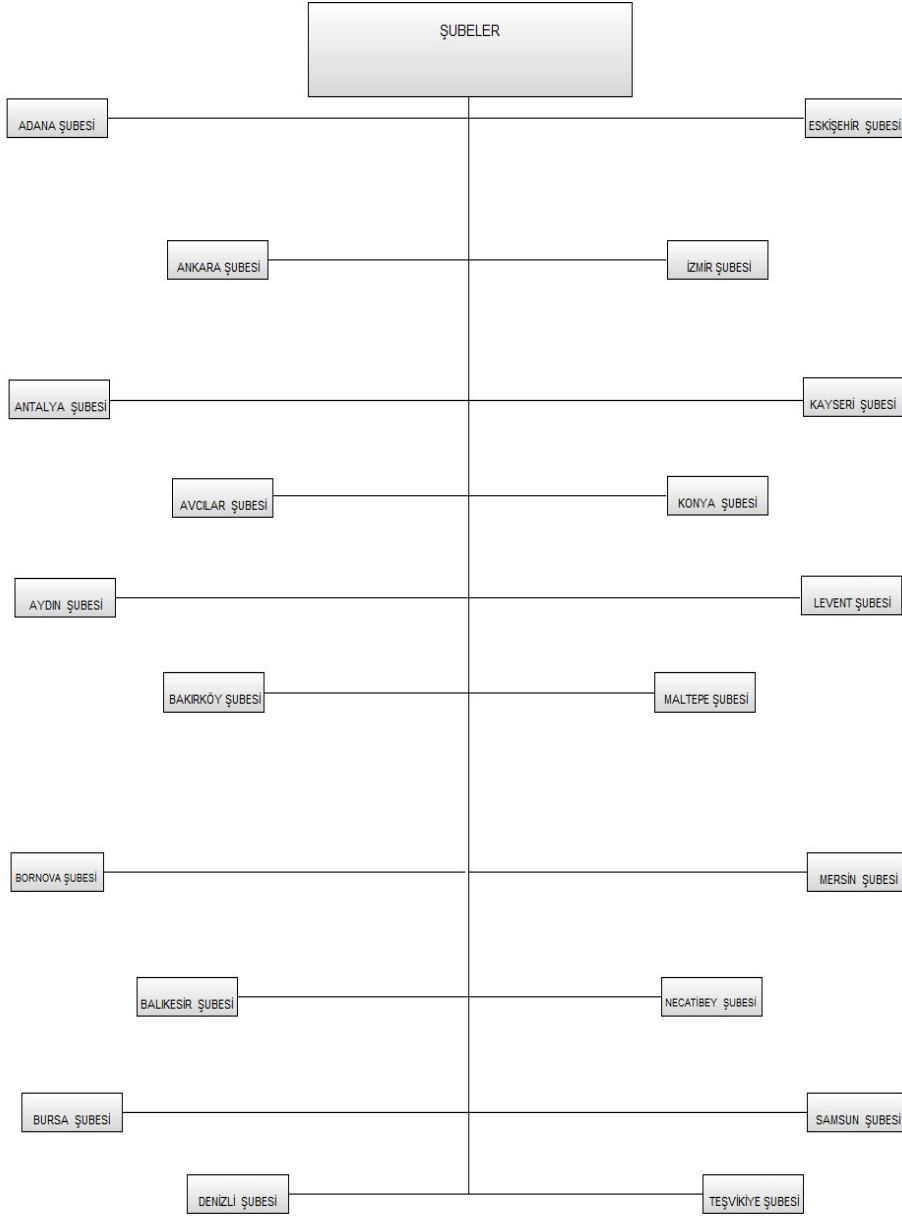 ŞUBELER
ADANA ŞUBESİ
ESKİŞEHİR ŞUBESİ
ANKARA ŞUBESİ
İZMİR ŞUBESİ
ANTALYA ŞUBESİ
KAYSERİ ŞUBESİ
AVCILAR ŞUBESİ
KONYA ŞUBESİ
AYDIN ŞUBESİ
LEVENT ŞUBESİ
BAKIRKÖY ŞUBESİ
MALTEPE ŞUBESİ
BORNOVA ŞUBESİ
MERSİN ŞUBESİ
BALIKESİR ŞUBESİ
NECATİBEY ŞUBESİ
BURSA ŞUBESİ
SAMSUN ŞUBESİ
DENİZLİ ŞUBESİ
TEŞVİKİYE ŞUBESİ